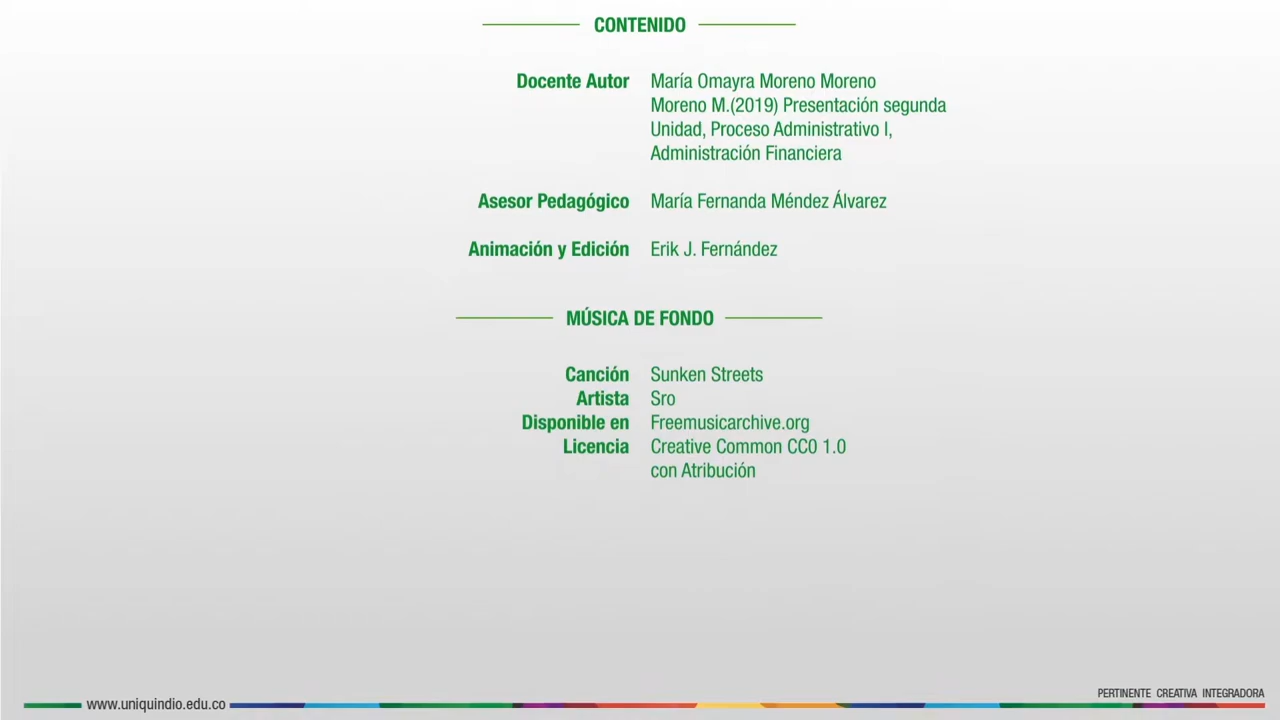 CONTENIDO
Docente Autor María Omayra Moreno Moreno
Moreno M.(2019) Presentación segunda
Unidad, Proceso Administrativo I,
Administración Financiera
Asesor Pedagógico María Fernanda Méndez Álvarez
Animación y Edición Erik J. Fernández
MÚSICA DE FONDO
Canción Sunken Streets
Artista Sro
Disponible en Freemusicarchive.org
Licencia Creative Common CC0 1.0
con Atribución
PERTINENTE CREATIVA INTEGRADORA
www.uniquindio.edu.co